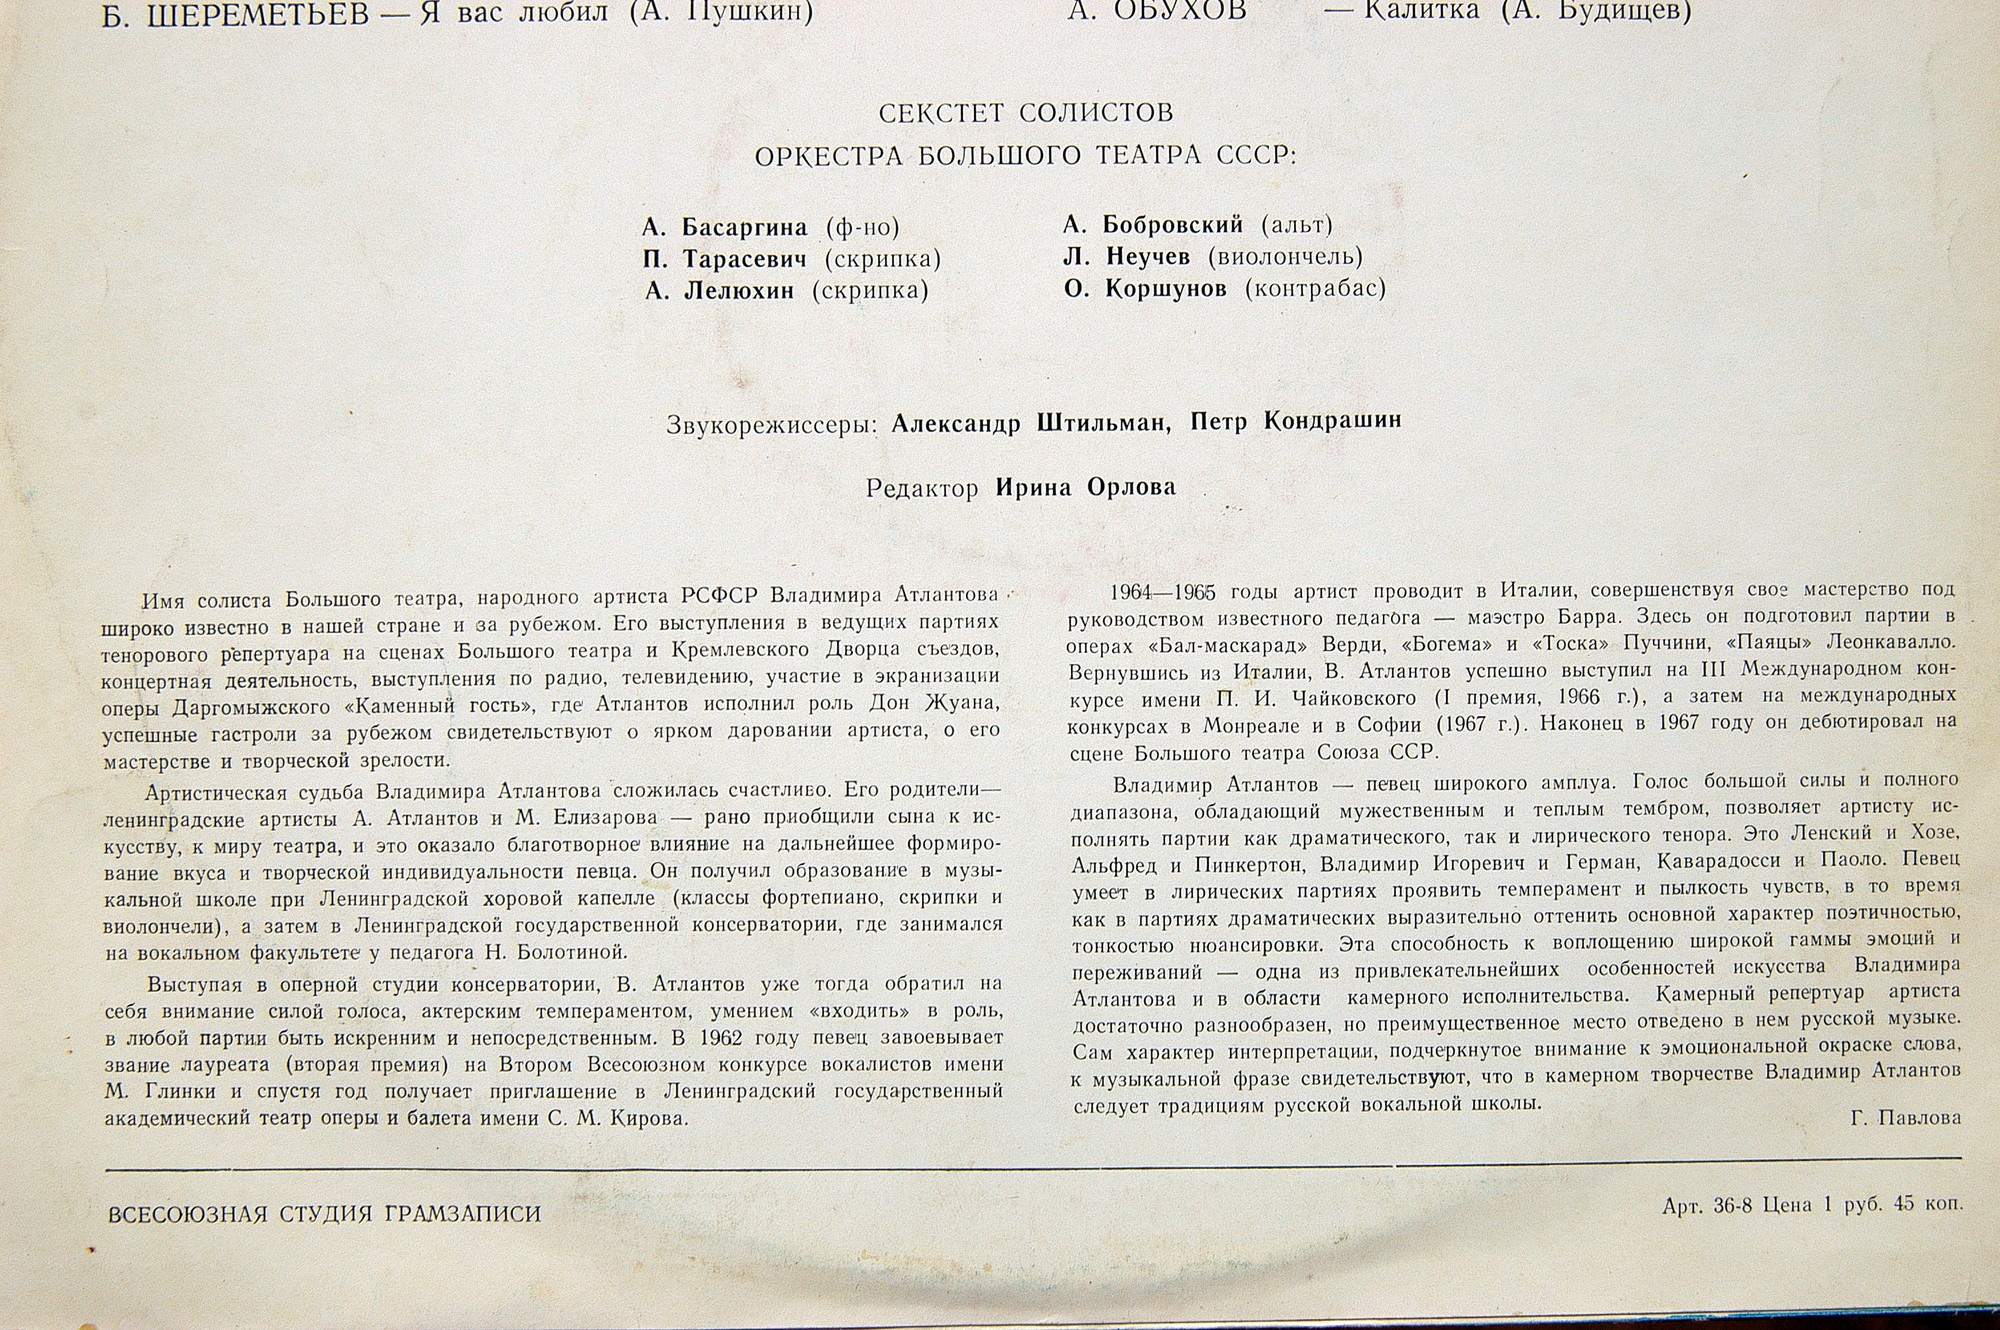 Б. ШЕРЕМЕТЬЕВ — Я вас любил (А. Пушкин)
А. ОБУХОВ — Калитка (А. Будищев)
СЕКСТЕТ СОЛИСТОВ
ОРКЕСТРА БОЛЬШОГО ТЕАТРА СССР:
А. Басаргина (ф-но)
П. Тарасевич (скрипка)
А. Лелюхин (скрипка)
А. Бобровский (альт)
Л. Неучев (виолончель)
О. Коршунов (контрабас)
Звукорежиссеры: Александр Штильман, Петр Кондрашин
Редактор Ирина Орлова
Имя солиста Большого театра, народного артиста РСФСР Владимира Атлантова
широко известно в нашей стране и за рубежом. Его выступления в ведущих партиях
тенорового репертуара на сценах Большого театра и Кремлевского Дворца съездов,
концертная деятельность, выступления по радио, телевидению, участие в экранизации
оперы Даргомыжского «Каменный гость», где Атлантов исполнил роль Дон Жуана,
успешные гастроли за рубежом свидетельствуют о ярком даровании артиста, о его
мастерстве и творческой зрелости.
Артистическая судьба Владимира Атлантова сложилась счастливо. Его родители—
ленинградские артисты А. Атлантов и М. Елизарова — рано приобщили сына к ис-
кусству, к миру театра, и это оказало благотворное влияние на дальнейшее формиро-
вание вкуса и творческой индивидуальности певца. Он получил образование в музы-
кальной школе при Ленинградской хоровой капелле (классы фортепиано, скрипки и
виолончели), а затем в Ленинградской государственной консерватории, где занимался
на вокальном факультете у педагога Н. Болотиной.
Выступая в оперной студии консерватории, В. Атлантов уже тогда обратил на
себя внимание силой голоса, актерским темпераментом, умением «входить» в роль,
в любой партии быть искренним и непосредственным. В 1962 году певец завоевывает
звание лауреата (вторая премия) на Втором Всесоюзном конкурсе вокалистов имени
М. Глинки и спустя год получает приглашение в Ленинградский государственный
академический театр оперы и балета имени С. М. Кирова.
1964—1965 годы артист проводит в Италии, совершенствуя свое мастерство под
руководством известного педагога — маэстро Барра. Здесь он подготовил партии в
операх «Бал-маскарад» Верди, «Богема» и «Тоска» Пуччини, «Паяцы» Леонкавалло.
Вернувшись из Италии, В. Атлантов успешно выступил на III Международном кон-
курсе имени П. И. Чайковского (I премия, 1966 г.), а затем на международных
конкурсах в Монреале и в Софии (1967 г.). Наконец в 1967 году он дебютировал на
сцене Большого театра Союза ССР.
Владимир Атлантов — певец широкого амплуа. Голос большой силы и полного
диапазона, обладающий мужественным и теплым тембром, позволяет артисту ис-
полнять партии как драматического, так и лирического тенора. Это Ленский и Хозе,
Альфред и Пинкертон, Владимир Игоревич и Герман, Каварадосси и Паоло. Певец
умеет в лирических партиях проявить темперамент и пылкость чувств, в то время
как в партиях драматических выразительно оттенить основной характер поэтичностью,
тонкостью нюансировки. Эта способность к воплощению широкой гаммы эмоций и
переживаний — одна из привлекательнейших особенностей искусства Владимира
Атлантова и в области камерного исполнительства. Камерный репертуар артиста
достаточно разнообразен, но преимущественное место отведено в нем русской музыке.
Сам характер интерпретации, подчеркнутое внимание к эмоциональной окраске слова,
к музыкальной фразе свидетельствуют, что в камерном творчестве Владимир Атлантов
следует традициям русской вокальной школы.
Г. Павлова
ВСЕСОЮЗНАЯ СТУДИЯ ГРАМЗАПИСИ
Арт. 36-8 Цена 1 руб. 45 коп.